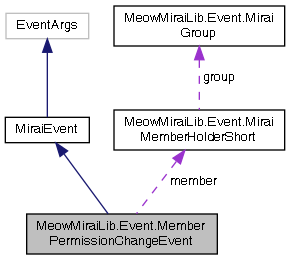 EventArgs
MeowMiraiLib.Event.Mirai
Group
group
MiraiEvent
MeowMiraiLib.Event.Mirai
MemberHolderShort
member
MeowMiraiLib.Event.Member
PermissionChangeEvent